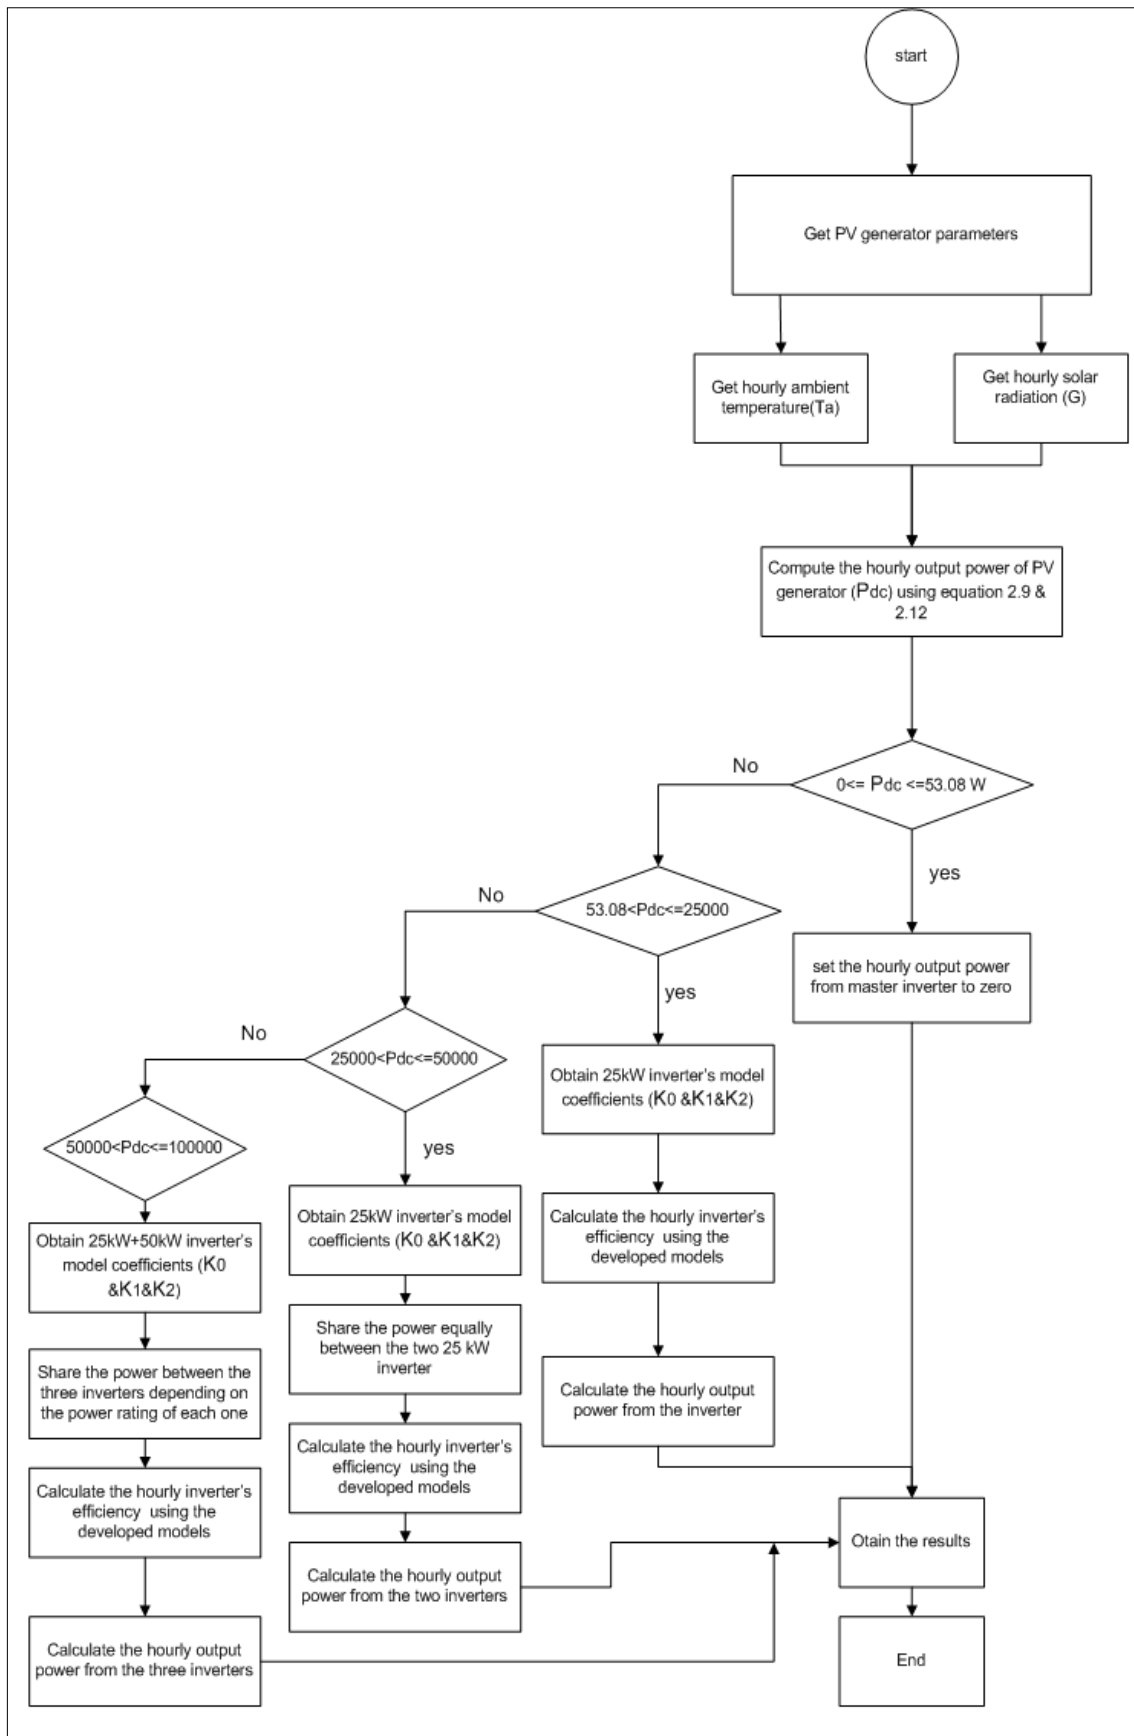 start
Get PV generator parameters
Get hourly ambient
temperature(Ta)
Get hourly solar
radiation (G)
Compute the hourly output power of PV
generator (Pdc) using equation 2.9 &
2.12
0<= Pdc <=53.08 W
No
yes
53.08<Pdc<=25000
No
yes
set the hourly output power
from master inverter to zero
25000<Pdc<=50000
No
yes
Obtain 25kW inverter's model
coefficients (K0 &K1&K2)
50000<Pdc<=100000
Calculate the hourly inverter's
efficiency using the
developed models
Obtain 25kW inverter's model
coefficients (K0 &K1&K2)
Obtain 25kW+50kW inverter's
model coefficients (K0
&K1&K2)
Share the power equally
between the two 25 kW
inverter
Calculate the hourly output
power from the inverter
Share the power between the
three inverters depending on
the power rating of each one
Calculate the hourly inverter's
efficiency using the
developed models
Calculate the hourly inverter's
efficiency using the
developed models
Otain the results
Calculate the hourly output
power from the two inverters
Calculate the hourly output
power from the three inverters
End